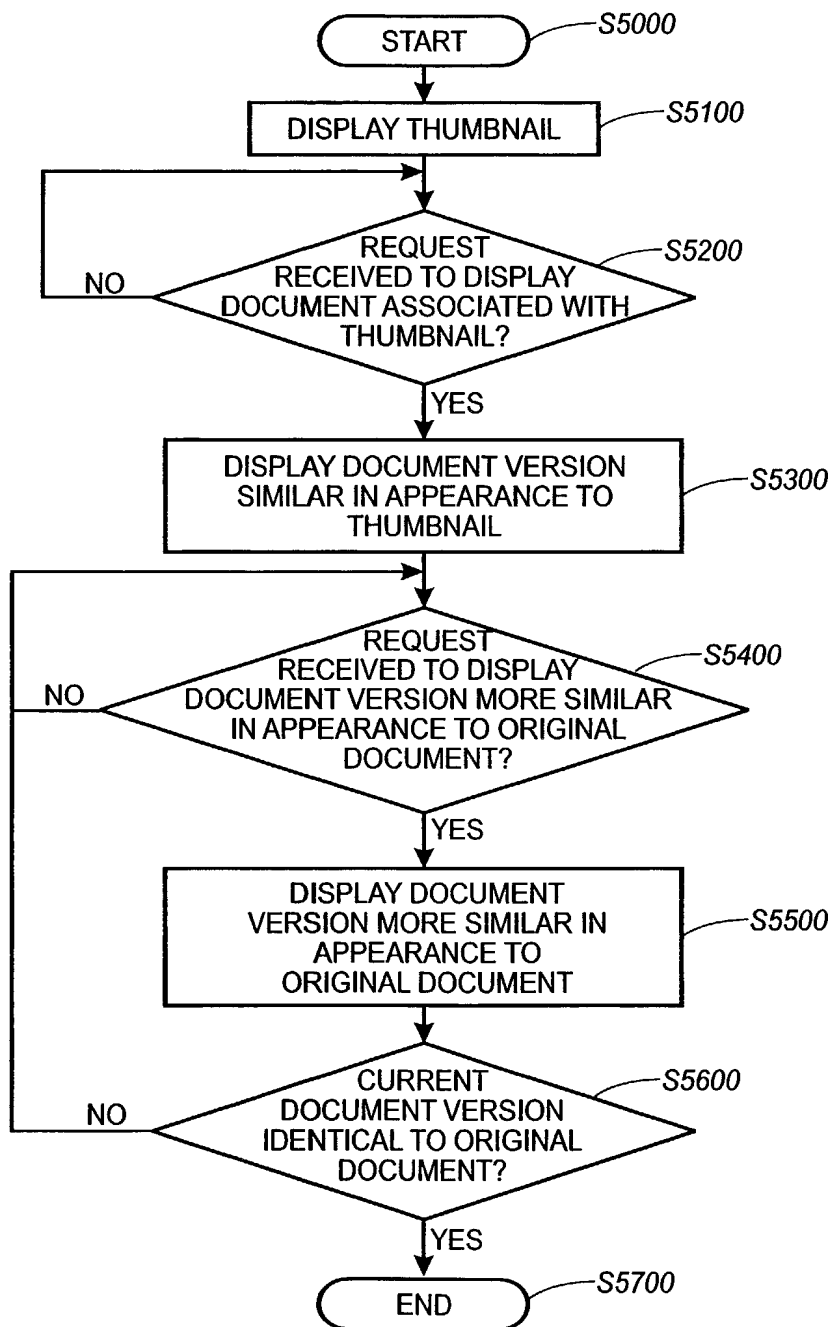 START
S5000
DISPLAY THUMBNAIL
S5100
REQUEST
RECEIVED TO DISPLAY
DOCUMENT ASSOCIATED WITH
THUMBNAIL?
S5200
NO
YES
DISPLAY DOCUMENT VERSION
SIMILAR IN APPEARANCE TO
THUMBNAIL
S5300
REQUEST
RECEIVED TO DISPLAY
DOCUMENT VERSION MORE SIMILAR
IN APPEARANCE TO ORIGINAL
DOCUMENT?
S5400
NO
YES
DISPLAY DOCUMENT
VERSION MORE SIMILAR IN
APPEARANCE TO
ORIGINAL DOCUMENT
S5500
CURRENT
DOCUMENT VERSION
IDENTICAL TO ORIGINAL
DOCUMENT?
S5600
NO
YES
END
S5700